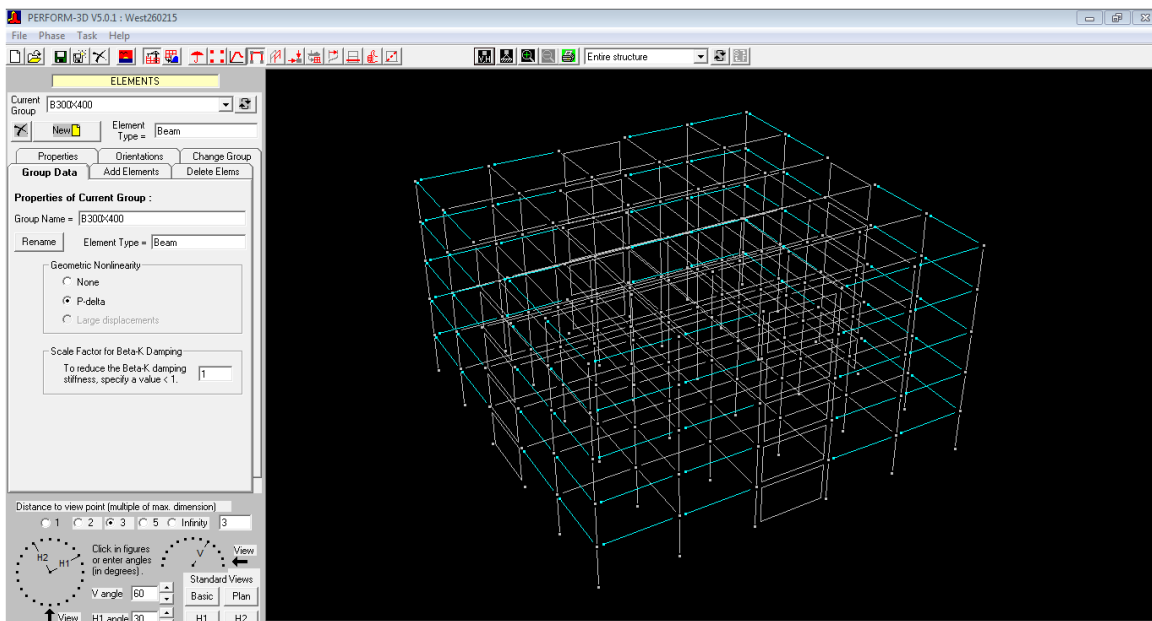 PERFORM-3D V5.0.1 : West260215
File Phase Task Help
Entire structure
ELEMENTS
Current Group B300X400
New Element Type = Beam
Properties Orientations Change Group
Group Data Add Elements Delete Elems
Properties of Current Group :
Group Name = B300X400
Rename Element Type = Beam
Geometric Nonlinearity
None
P-delta
Large displacements
Scale Factor for Beta-K Damping
To reduce the Beta-K damping
stiffness, specify a value < 1. 1
Distance to view point (multiple of max. dimension)
1 2 3 5 Infinity 3
H2 H1
Click in figures
or enter angles
(in degrees) .
V View
Standard Views
V angle 60 Basic Plan
View H1 angle 30 H1 H2